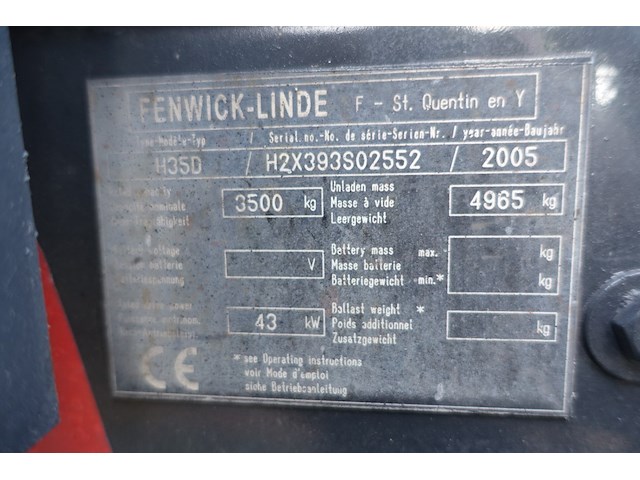 FENWICK-LINDE F - St. Quentin en Y
/ Serial. no.-No. de série-Serien-Nr. / year-année-Baujahr
H35D / H2X393S02552 / 2005
3500 kg
Unladen mass
Masse à vide
Leergewicht
4965 kg
V
Battery mass max.
Masse batterie
Batteriegewicht min.*
kg
kg
43 kW
Ballast weight *
Poids additionnel
Zusatzgewicht
kg
CE
* see Operating instructions
voir Mode d'emploi
siehe Betriebsanleitung